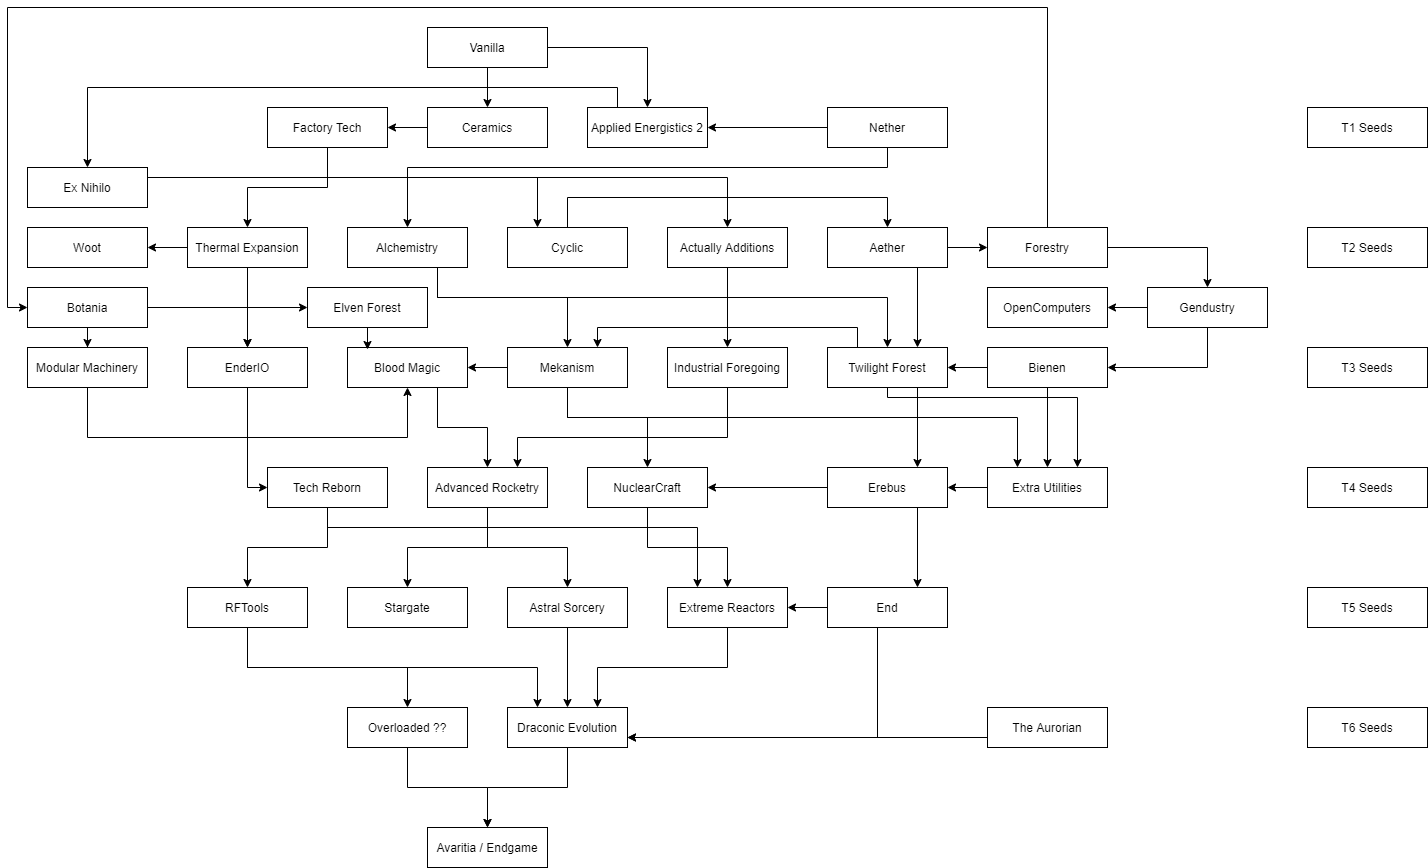 Vanilla
Factory Tech
Ceramics
Applied Energistics 2
Nether
T1 Seeds
Ex Nihilo
Woot
Thermal Expansion
Alchemistry
Cyclic
Actually Additions
Aether
Forestry
T2 Seeds
Botania
Elven Forest
OpenComputers
Gendustry
Modular Machinery
EnderIO
Blood Magic
Mekanism
Industrial Foregoing
Twilight Forest
Bienen
T3 Seeds
Tech Reborn
Advanced Rocketry
NuclearCraft
Erebus
Extra Utilities
T4 Seeds
RFTools
Stargate
Astral Sorcery
Extreme Reactors
End
T5 Seeds
Overloaded ??
Draconic Evolution
The Aurorian
T6 Seeds
Avaritia / Endgame